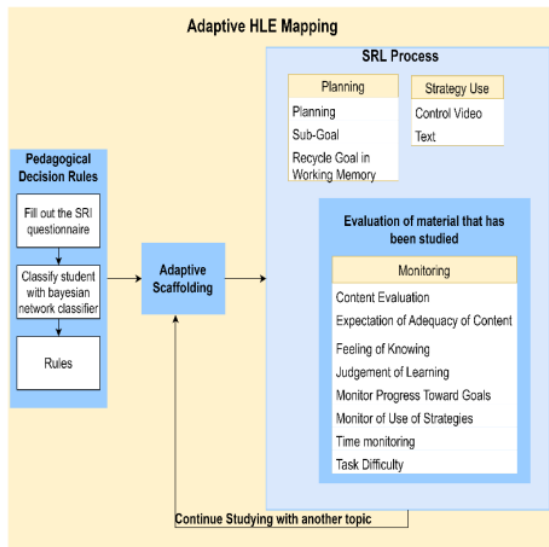 Adaptive HLE Mapping
Pedagogical
Decision Rules
Fill out the SRI
questionnaire
Classify student
with bayesian
network classifier
Rules
Adaptive
Scaffolding
SRL Process
Planning
Planning
Sub-Goal
Recycle Goal in
Working Memory
Strategy Use
Control Video
Text
Evaluation of material that has
been studied
Monitoring
Content Evaluation
Expectation of Adequacy of Content
Feeling of Knowing
Judgement of Learning
Monitor Progress Toward Goals
Monitor of Use of Strategies
Time monitoring
Task Difficulty
Continue Studying with another topic